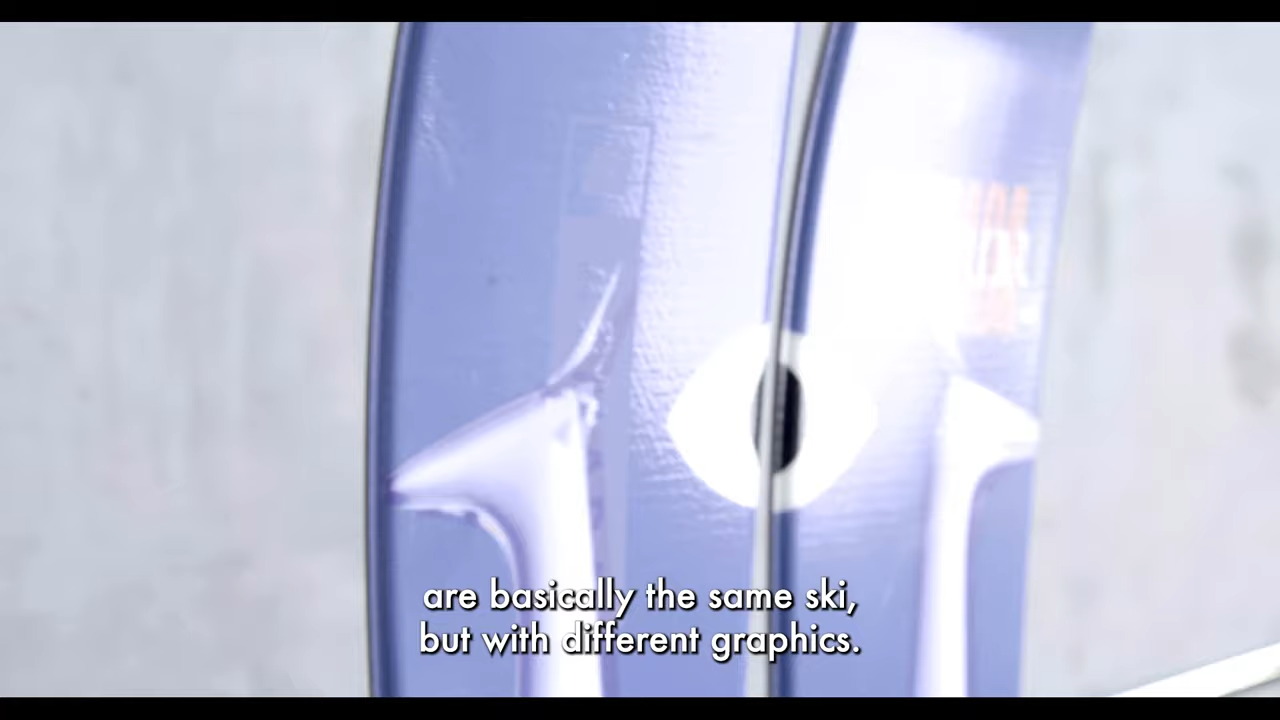 are basically the same ski,
but with different graphics.